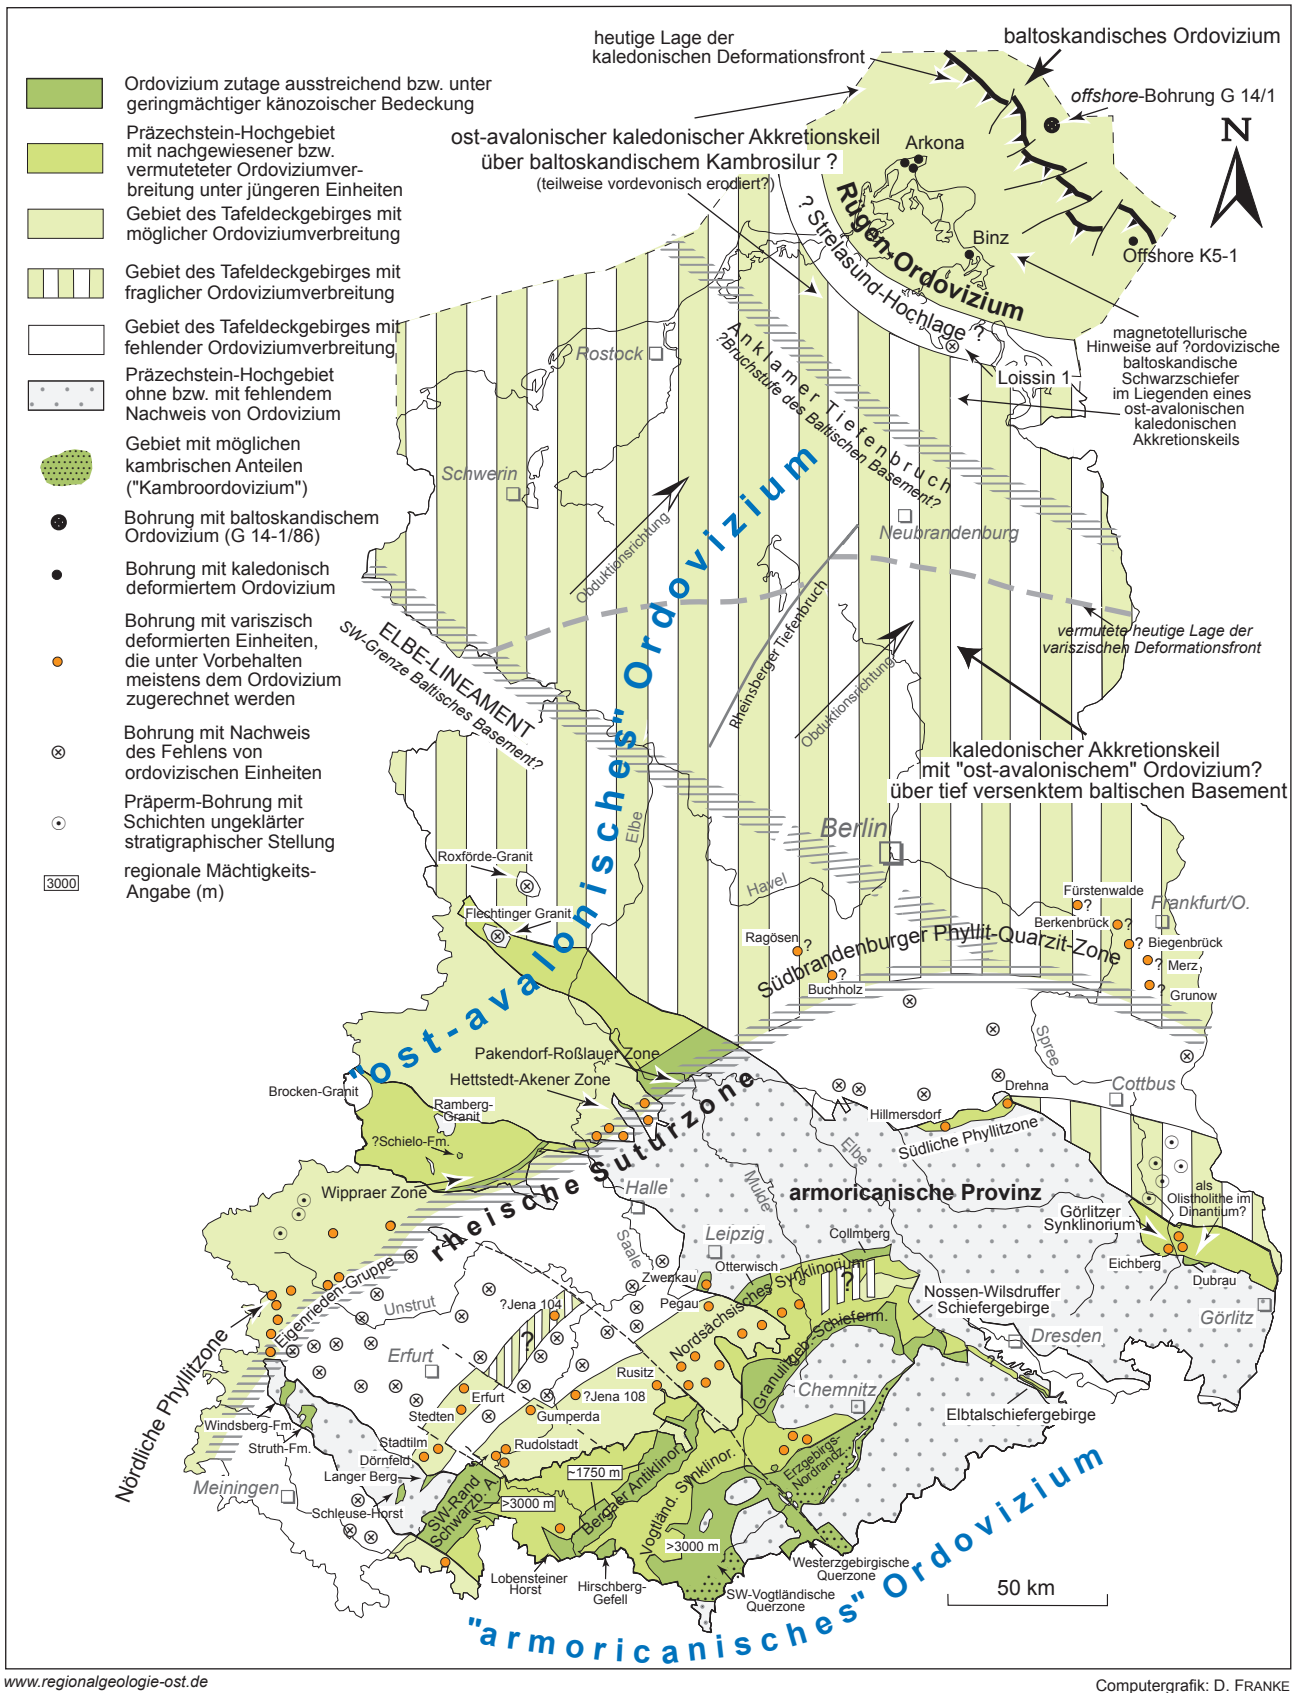 heutige Lage der
kaledonischen Deformationsfront
baltoskandisches Ordovizium
offshore-Bohrung G 14/1
N
Ordovizium zutage ausstreichend bzw. unter
geringmächtiger känozoischer Bedeckung
Präzechstein-Hochgebiet
mit nachgewiesener bzw.
vermuteteter Ordoviziumver-
breitung unter jüngeren Einheiten
Gebiet des Tafeldeckgebirges mit
möglicher Ordoviziumverbreitung
Gebiet des Tafeldeckgebirges mit
fraglicher Ordoviziumverbreitung
Gebiet des Tafeldeckgebirges mit
fehlender Ordoviziumverbreitung
Präzechstein-Hochgebiet
ohne bzw. mit fehlendem
Nachweis von Ordovizium
Gebiet mit möglichen
kambrischen Anteilen
("Kambroordovizium")
Bohrung mit baltoskandischem
Ordovizium (G 14-1/86)
Bohrung mit kaledonisch
deformiertem Ordovizium
Bohrung mit variszisch
deformierten Einheiten,
die unter Vorbehalten
meistens dem Ordovizium
zugerechnet werden
Bohrung mit Nachweis
des Fehlens von
ordovizischen Einheiten
Präperm-Bohrung mit
Schichten ungeklärter
stratigraphischer Stellung
3000
regionale Mächtigkeits-
Angabe (m)
ost-avalonischer kaledonischer Akkretionskeil
über baltoskandischem Kambrosilur ?
(teilweise vordevonisch erodiert?)
Arkona
Rügen-Ordovizium
Binz
Offshore K5-1
? Strelasund-Hochlage ?
Loissin 1
magnetotellurische
Hinweise auf ?ordovizische
baltoskandische
Schwarzschiefer
im Liegenden eines
ost-avalonischen
kaledonischen
Akkretionskeils
Rostock
Anklamer Tiefenbruch
?Bruchstufe des Baltischen Basement?
Schwerin
Neubrandenburg
Obduktionsrichtung
Rheinsberger Tiefenbruch
Obduktionsrichtung
vermutete heutige Lage der
variszischen Deformationsfront
ELBE-LINEAMENT
SW-Grenze Baltisches Basement?
kaledonischer Akkretionskeil
mit "ost-avalonischem" Ordovizium?
über tief versenktem baltischen Basement
"ost-avalonisches" Ordovizium
Elbe
Berlin
Havel
Roxförde-Granit
Flechtinger Granit
Fürstenwalde
?
Frankfurt/O.
Berkenbrück
?
? Biegenbrück
? Merz
? Grunow
Ragösen
?
Buchholz
?
Südbrandenburger Phyllit-Quarzit-Zone
Spree
Cottbus
Pakendorf-Roßlauer Zone
Hettstedt-Akener Zone
Brocken-Granit
Ramberg-
Granit
?Schielo-Fm.
Wippraer Zone
rheische Suturzone
Drehna
Hillmersdorf
Südliche Phyllitzone
Elbe
Mulde
armoricanische Provinz
Halle
Saale
Leipzig
als
Olistholithe im
Dinantium?
Görlitzer
Synklinorium
Eichberg
Dubrau
Görlitz
Collmberg
Otterwisch
Zwenkau
Pegau
Nordsächsisches Synklinorium
?
Nossen-Wilsdruffer
Schiefergebirge
Dresden
Granulitgeb.-Schieferm.
Chemnitz
Elbtalschiefergebirge
Eigenrieden-Gruppe
Unstrut
?Jena 104
?
Erfurt
Nördliche Phyllitzone
Rusitz
?Jena 108
Erfurt
Stedten
Gumperda
Windsberg-Fm.
Struth-Fm.
Stadtilm
Dörnfeld
Rudolstadt
Langer Berg
Meiningen
Schleuse-Horst
SW-Rand
Schwarzb. A.
~1750 m
>3000 m
Bergaer Antiklinor.
Vogtländ. Synklinor.
Erzgebirgs-
Nordrandz.
>3000 m
Lobensteiner
Horst
Hirschberg-
Gefell
Westerzgebirgische
Querzone
SW-Vogtländische
Querzone
"armoricanisches" Ordovizium
50 km
www.regionalgeologie-ost.de
Computergrafik: D. FRANKE